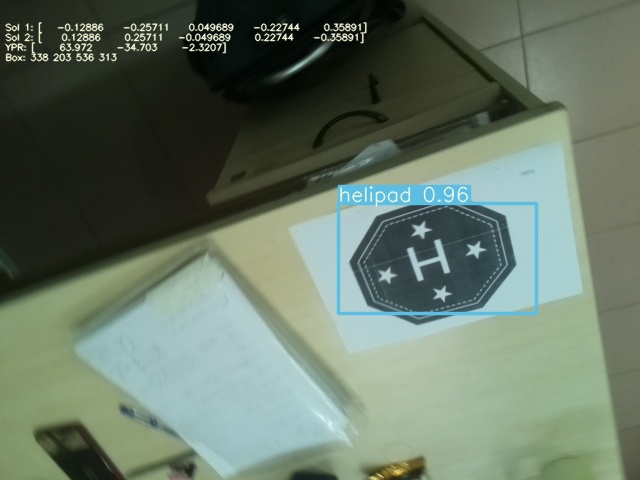 Sol 1: [ -0.12886 -0.25711 0.049689 -0.22744 0.35891]
Sol 2: [ 0.12886 0.25711 -0.049689 0.22744 -0.35891]
YPR: [ 63.972 -34.703 -2.3207]
Box: 338 203 536 313
helipad 0.96
H